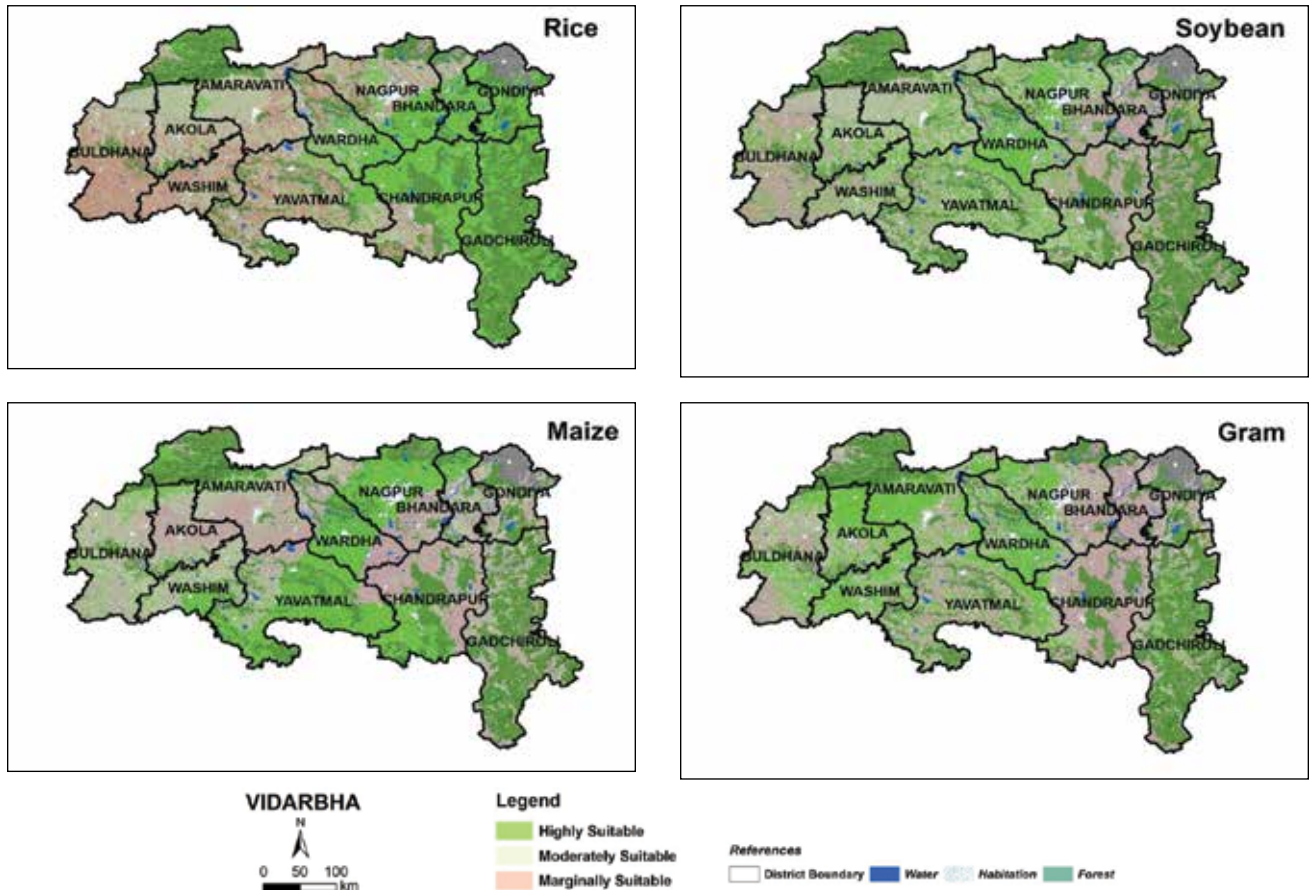 Rice
AMARAVATI
NAGPUR
GONDIYA
BHANDARA
AKOLA
WARDHA
BULDHANA
WASHIM
YAVATMAL
CHANDRAPUR
GADCHIROLI
Soybean
AMARAVATI
NAGPUR
GONDIYA
BHANDARA
AKOLA
WARDHA
BULDHANA
WASHIM
YAVATMAL
CHANDRAPUR
GADCHIROLI
Maize
AMARAVATI
NAGPUR
GONDIYA
BHANDARA
AKOLA
WARDHA
BULDHANA
WASHIM
YAVATMAL
CHANDRAPUR
GADCHIROLI
Gram
AMARAVATI
NAGPUR
GONDIYA
BHANDARA
AKOLA
WARDHA
BULDHANA
WASHIM
YAVATMAL
CHANDRAPUR
GADCHIROLI
VIDARBHA
N
0 50 100
km
Legend
Highly Suitable
Moderately Suitable
Marginally Suitable
References
District Boundary Water Habitation Forest